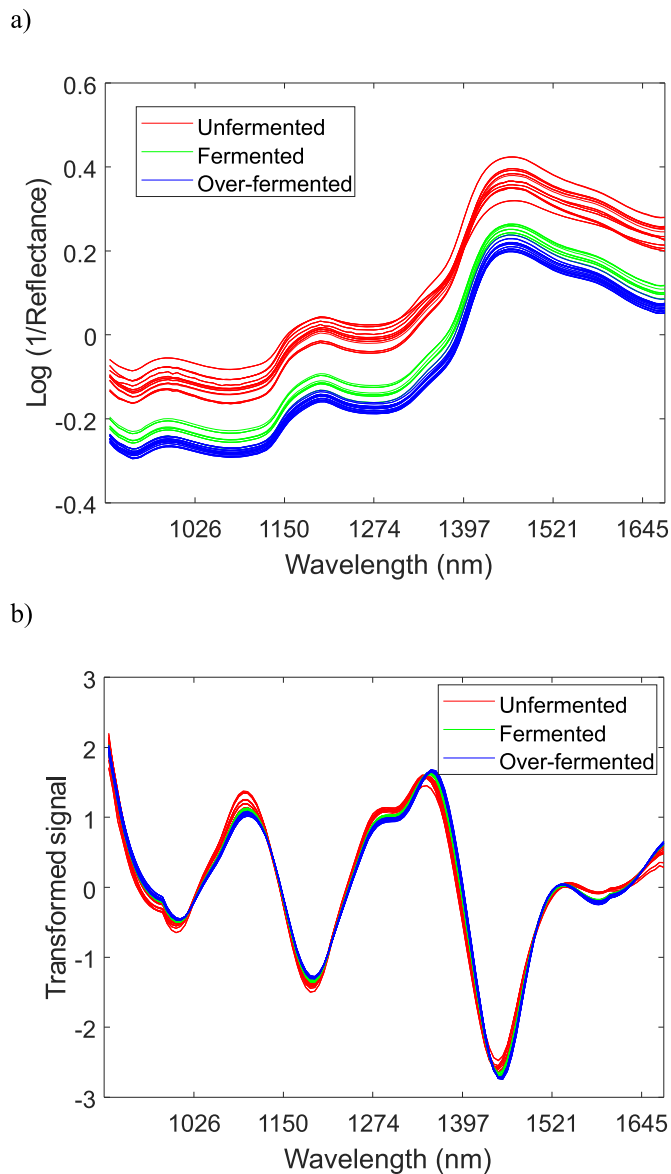 a)
0.6
Unfermented
Fermented
Over-fermented
0.4
0.2
0
-0.2
-0.4
Log (1/Reflectance)
1026 1150 1274 1397 1521 1645
Wavelength (nm)
b)
3
Unfermented
Fermented
Over-fermented
2
1
0
-1
-2
-3
Transformed signal
1026 1150 1274 1397 1521 1645
Wavelength (nm)